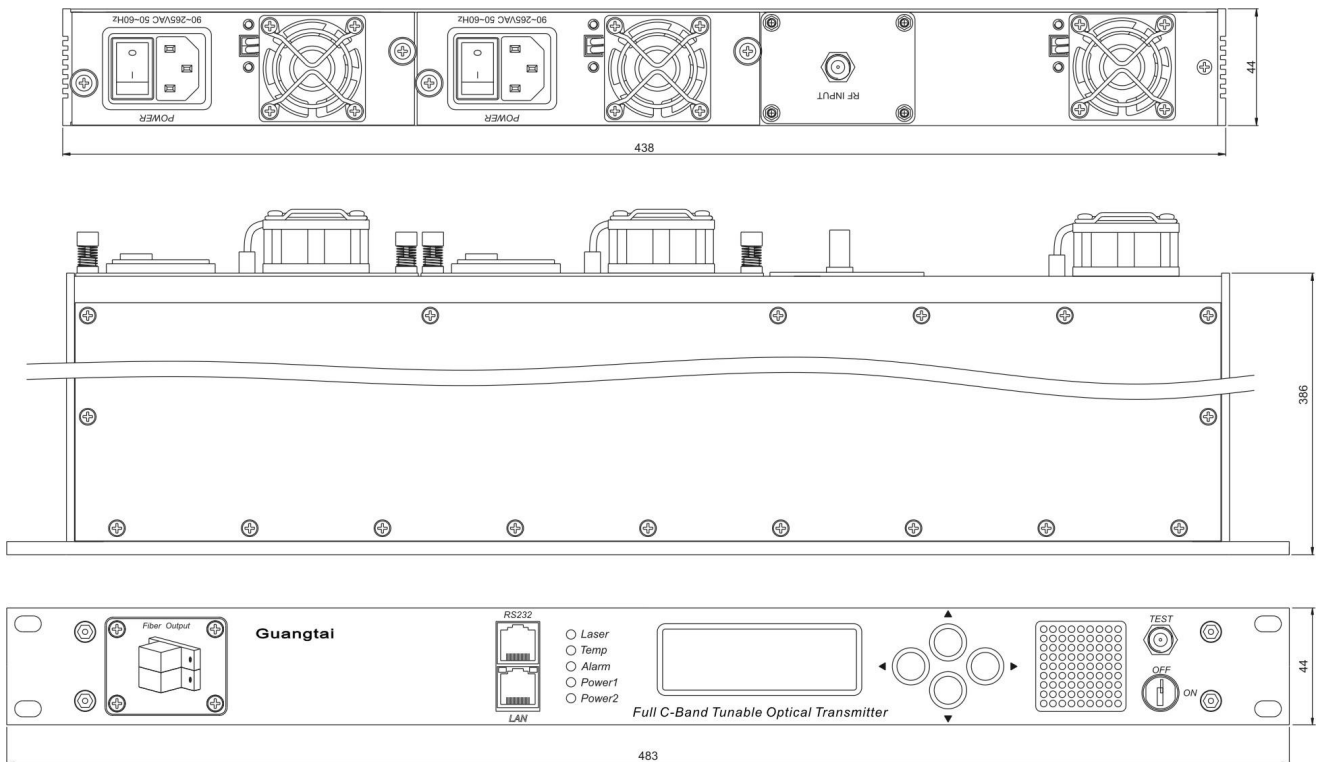 90~265VAC 50~60Hz
90~265VAC 50~60Hz
O
I
O
I
RF INPUT
POWER
POWER
44
438
386
Fiber Output
Guangtai
RS232
LAN
Laser
Temp
Alarm
Power1
Power2
Full C-Band Tunable Optical Transmitter
TEST
OFF
ON
44
483